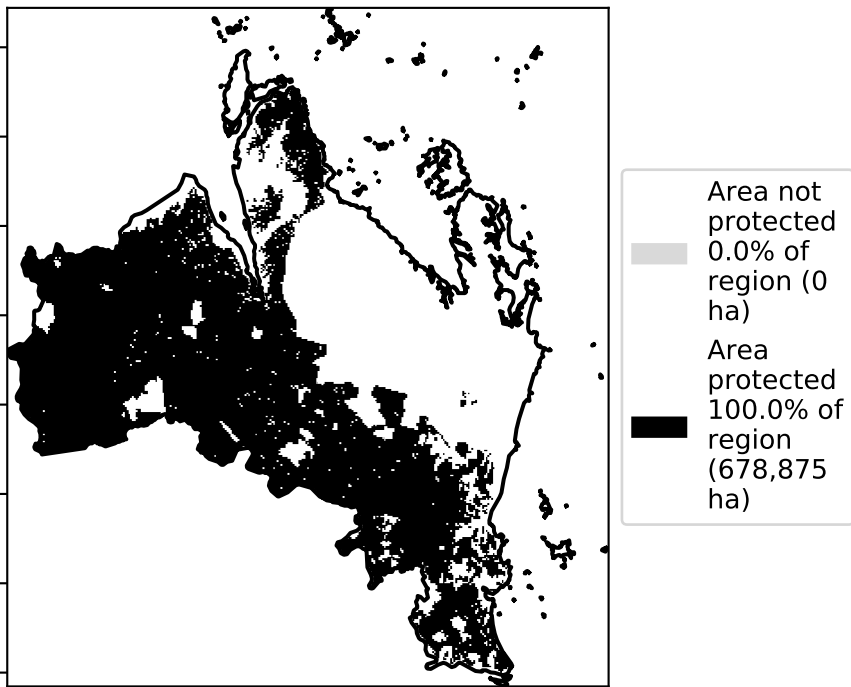 Area not
protected
0.0% of
region (0
ha)
Area
protected
100.0% of
region
(678,875
ha)